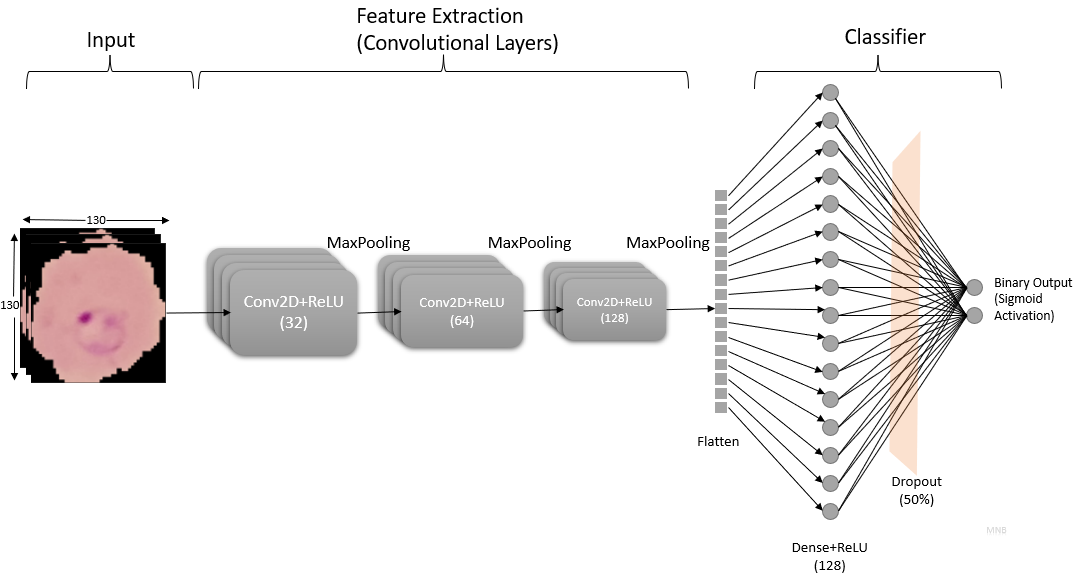 Input
Feature Extraction
(Convolutional Layers)
Classifier
130
130
Conv2D+ReLU
(32)
MaxPooling
Conv2D+ReLU
(64)
MaxPooling
Conv2D+ReLU
(128)
MaxPooling
Flatten
Dense+ReLU
(128)
Dropout
(50%)
Binary Output
(Sigmoid
Activation)
MNB